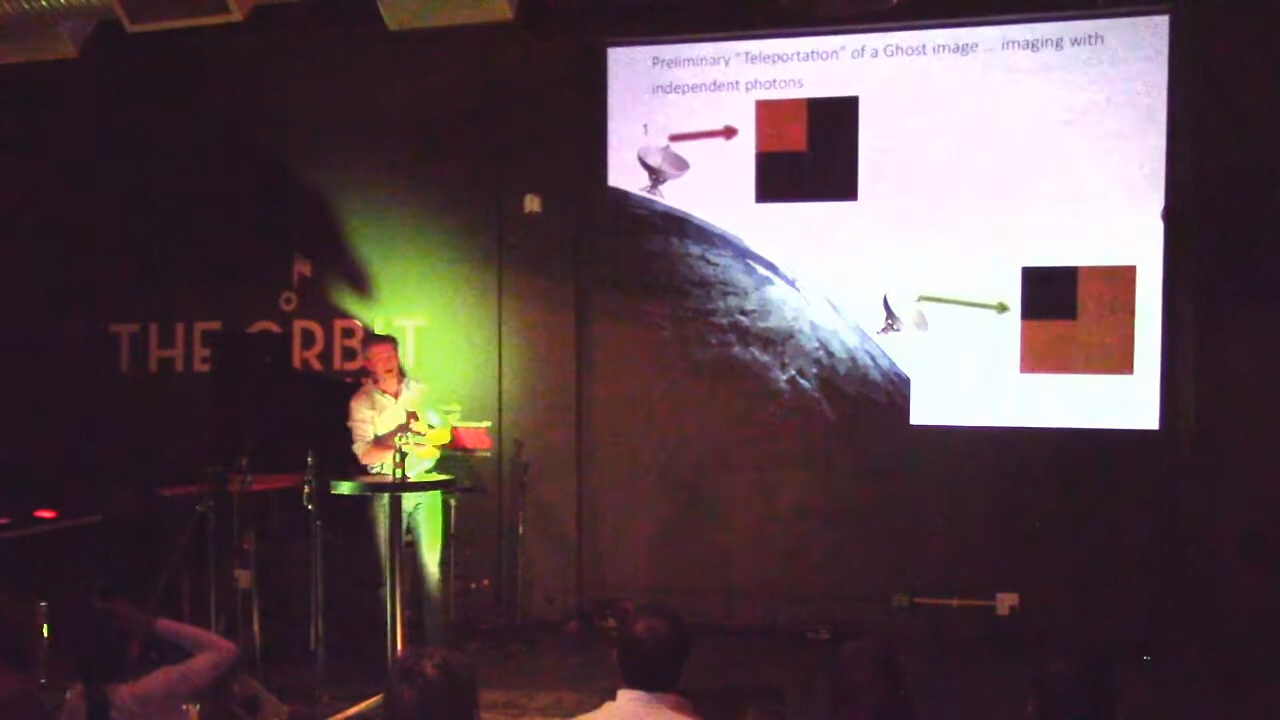 Preliminary "Teleportation" of a Ghost image ... imaging with
independent photons
1
THE ORBIT